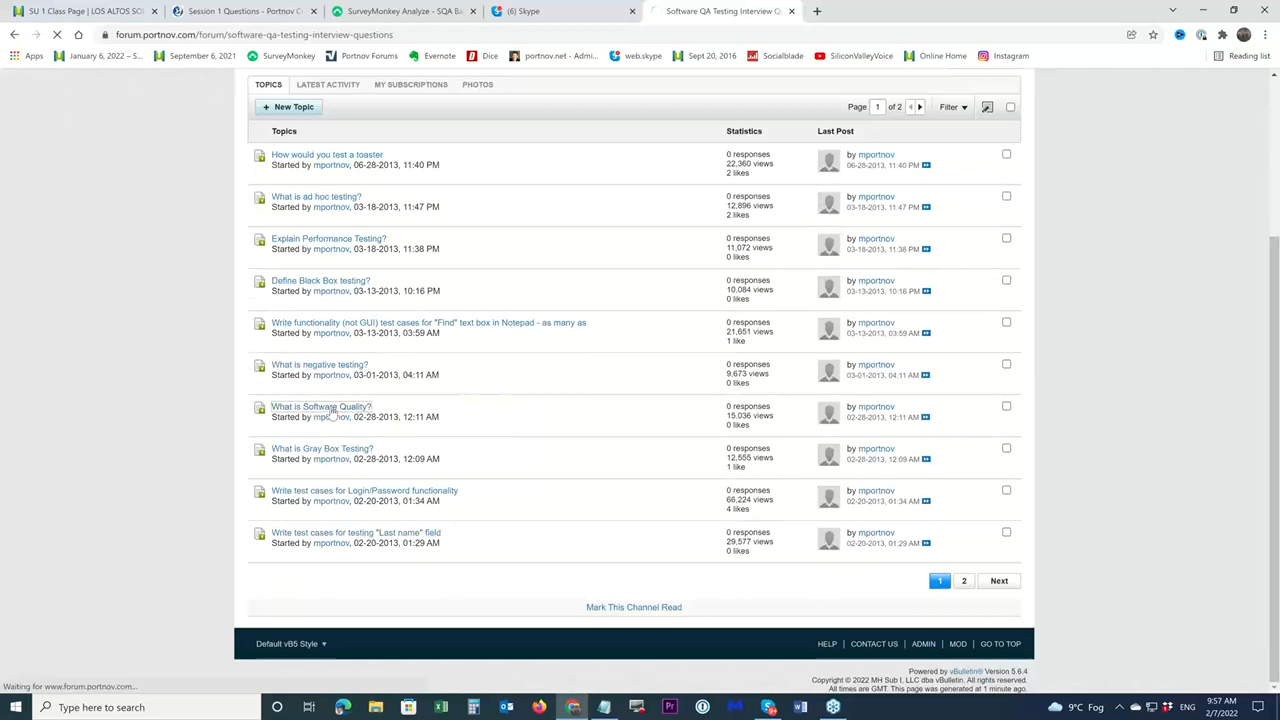 SU 1 Class Page | LOS ALTOS SO
Session 1 Questions - Portnov C
SurveyMonkey Analyze - SQA Ba
(6) Skype
Software QA Testing Interview Q
forum.portnov.com/forum/software-qa-testing-interview-questions
Apps
January 6, 2022 – S...
September 6, 2021
SurveyMonkey
Portnov Forums
Evernote
Dice
portnov.net - Admi...
web.skype
Sept 20, 2016
Socialblade
SiliconValleyVoice
Online Home
Instagram
Reading list
TOPICS LATEST ACTIVITY MY SUBSCRIPTIONS PHOTOS
+ New Topic
Page 1 of 2
Filter
Topics Statistics Last Post
How would you test a toaster
Started by mportnov, 06-28-2013, 11:40 PM
0 responses
22,360 views
2 likes
by mportnov
06-28-2013, 11:40 PM
What is ad hoc testing?
Started by mportnov, 03-18-2013, 11:47 PM
0 responses
12,896 views
2 likes
by mportnov
03-18-2013, 11:47 PM
Explain Performance Testing?
Started by mportnov, 03-18-2013, 11:38 PM
0 responses
11,072 views
0 likes
by mportnov
03-18-2013, 11:38 PM
Define Black Box testing?
Started by mportnov, 03-13-2013, 10:16 PM
0 responses
10,084 views
0 likes
by mportnov
03-13-2013, 10:16 PM
Write functionality (not GUI) test cases for "Find" text box in Notepad - as many as
Started by mportnov, 03-13-2013, 03:59 AM
0 responses
21,651 views
1 like
by mportnov
03-13-2013, 03:59 AM
What is negative testing?
Started by mportnov, 03-01-2013, 04:11 AM
0 responses
9,673 views
0 likes
by mportnov
03-01-2013, 04:11 AM
What is Software Quality?
Started by mportnov, 02-28-2013, 12:11 AM
0 responses
15,036 views
0 likes
by mportnov
02-28-2013, 12:11 AM
What is Gray Box Testing?
Started by mportnov, 02-28-2013, 12:09 AM
0 responses
12,555 views
1 like
by mportnov
02-28-2013, 12:09 AM
Write test cases for Login/Password functionality
Started by mportnov, 02-20-2013, 01:34 AM
0 responses
66,224 views
4 likes
by mportnov
02-20-2013, 01:34 AM
Write test cases for testing "Last name" field
Started by mportnov, 02-20-2013, 01:29 AM
0 responses
29,577 views
0 likes
by mportnov
02-20-2013, 01:29 AM
1 2 Next
Mark This Channel Read
Default vB5 Style
HELP | CONTACT US | ADMIN | MOD | GO TO TOP
Powered by vBulletin® Version 5.6.4
Copyright © 2022 MH Sub I, LLC dba vBulletin. All rights reserved.
All times are GMT. This page was generated at 1 minute ago.
Waiting for www.forum.portnov.com...
Type here to search
9°C Fog
9:57 AM
2/7/2022